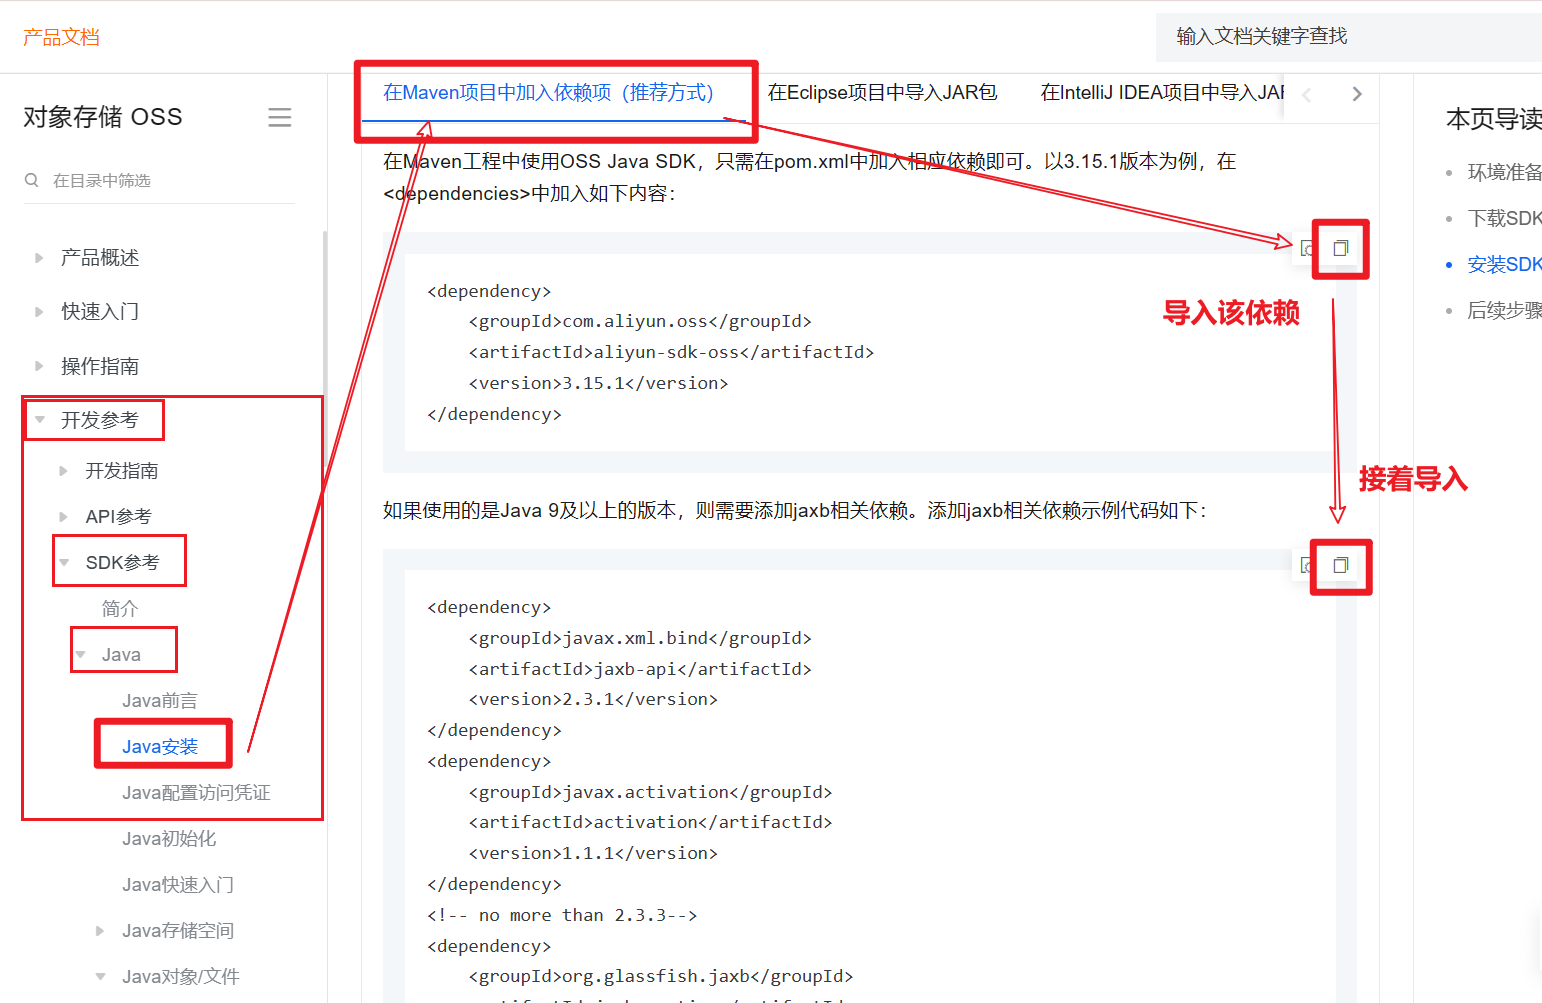 产品文档
输入文档关键字查找
对象存储 OSS
在目录中筛选
产品概述
快速入门
操作指南
开发参考
开发指南
API参考
SDK参考
简介
Java
Java前言
Java安装
Java配置访问凭证
Java初始化
Java快速入门
Java存储空间
Java对象/文件
在Maven项目中加入依赖项（推荐方式）
在Eclipse项目中导入JAR包
在IntelliJ IDEA项目中导入JAR
在Maven工程中使用OSS Java SDK，只需在pom.xml中加入相应依赖即可。以3.15.1版本为例，在
<dependencies>中加入如下内容：
<dependency>
<groupId>com.aliyun.oss</groupId>
<artifactId>aliyun-sdk-oss</artifactId>
<version>3.15.1</version>
</dependency>
导入该依赖
接着导入
如果使用的是Java 9及以上的版本，则需要添加jaxb相关依赖。添加jaxb相关依赖示例代码如下：
<dependency>
<groupId>javax.xml.bind</groupId>
<artifactId>jaxb-api</artifactId>
<version>2.3.1</version>
</dependency>
<dependency>
<groupId>javax.activation</groupId>
<artifactId>activation</artifactId>
<version>1.1.1</version>
</dependency>
<!-- no more than 2.3.3-->
<dependency>
<groupId>org.glassfish.jaxb</groupId>
本页导读
环境准备
下载SDK
安装SDK
后续步骤